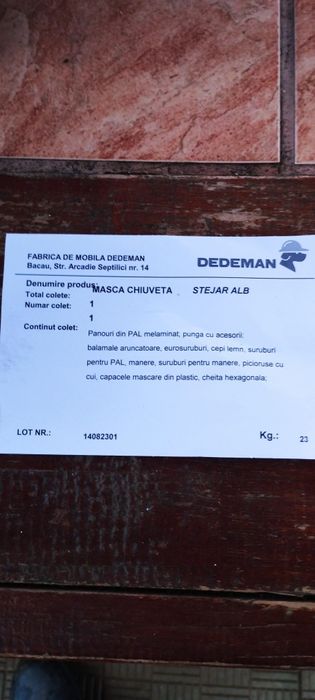 FABRICA DE MOBILA DEDEMAN
Bacau, Str. Arcadie Septilici nr. 14
DEDEMAN
Denumire produs: MASCA CHIUVETA STEJAR ALB
Total colete: 1
Numar colet: 1
Continut colet: Panouri din PAL melaminat; punga cu acesorii:
balamale aruncatoare, eurosuruburi, cepi lemn, suruburi
pentru PAL, manere, suruburi pentru manere, picioruse cu
cui, capacele mascare din plastic, cheita hexagonala;
LOT NR.: 14082301 Kg.: 23